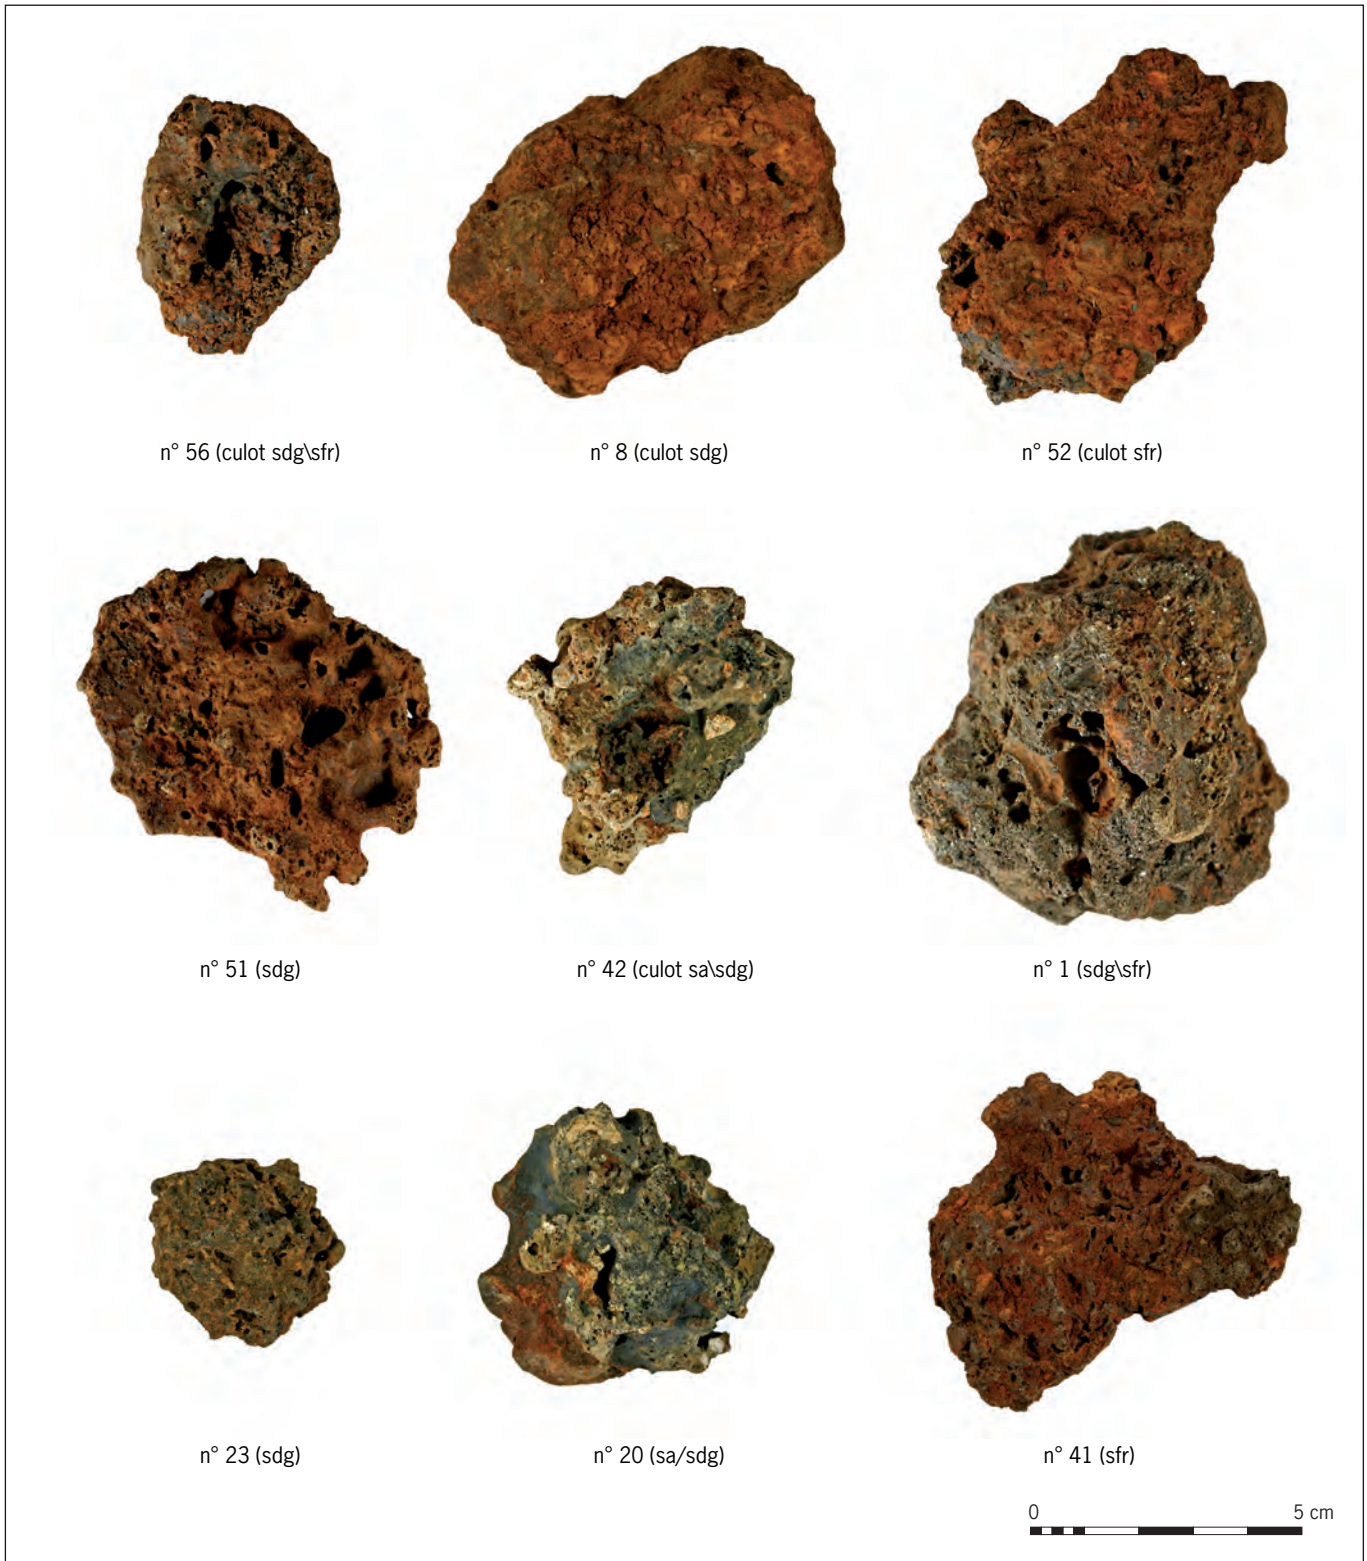 n° 56 (culot sdg\sfr)
n° 8 (culot sdg)
n° 52 (culot sfr)
n° 51 (sdg)
n° 42 (culot sa\sdg)
n° 1 (sdg\sfr)
n° 23 (sdg)
n° 20 (sa/sdg)
n° 41 (sfr)
0 5 cm